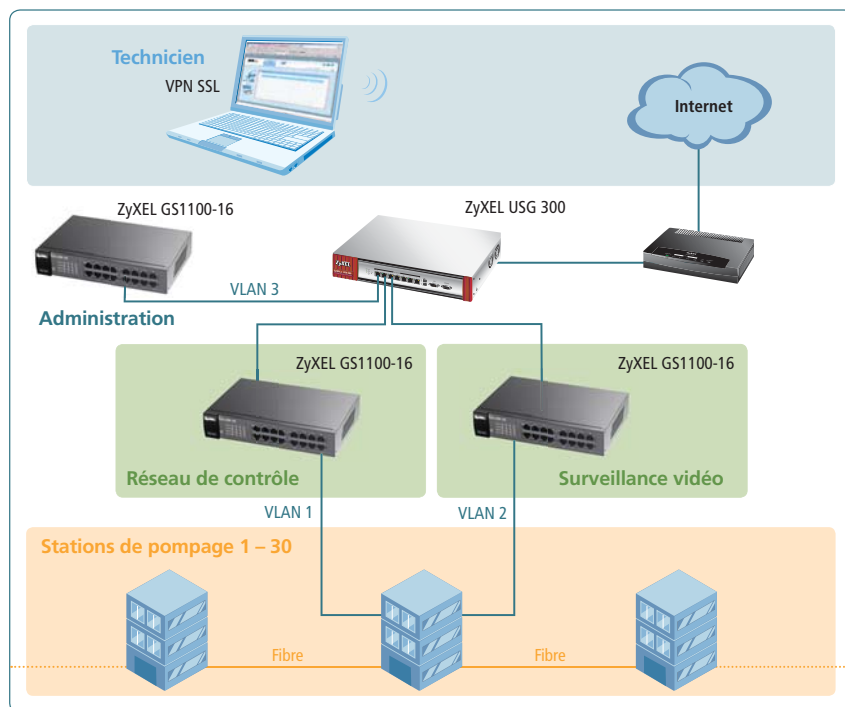 Technicien
VPN SSL
Internet
ZyXEL GS1100-16
ZyXEL USG 300
VLAN 3
Administration
ZyXEL GS1100-16
ZyXEL GS1100-16
Réseau de contrôle
Surveillance vidéo
VLAN 1
VLAN 2
Stations de pompage 1 – 30
Fibre
Fibre